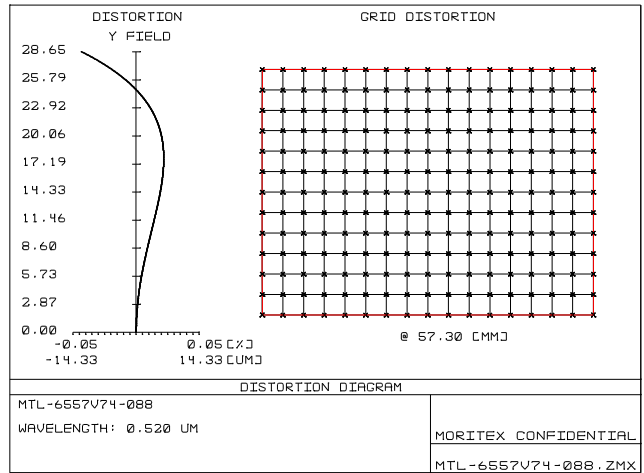 DISTORTION
Y FIELD
GRID DISTORTION
28.65
25.79
22.92
20.06
17.19
14.33
11.46
8.60
5.73
2.87
0.00
-0.05 0.05 [%]
-14.33 14.33 [UM]
@ 57.30 [MM]
DISTORTION DIAGRAM
MTL-6557V74-088
WAVELENGTH: 0.520 UM
MORITEX CONFIDENTIAL
MTL-6557V74-088.ZMX